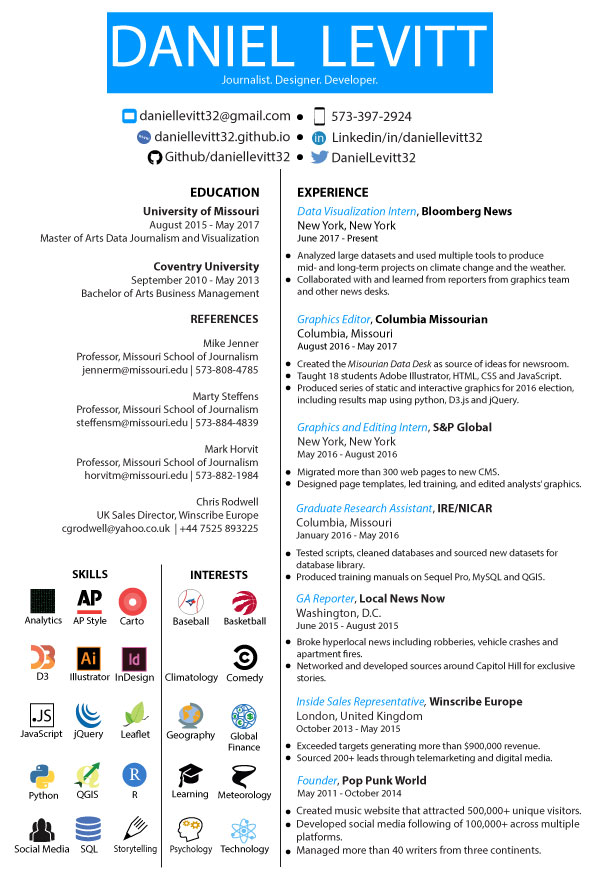 DANIEL LEVITT
Journalist. Designer. Developer.
daniellevitt32@gmail.com ● 573-397-2924
www daniellevitt32.github.io ● in Linkedin/in/daniellevitt32
Github/daniellevitt32 ● DanielLevitt32
EDUCATION
University of Missouri
August 2015 - May 2017
Master of Arts Data Journalism and Visualization
Coventry University
September 2010 - May 2013
Bachelor of Arts Business Management
REFERENCES
Mike Jenner
Professor, Missouri School of Journalism
jennerm@missouri.edu | 573-808-4785
Marty Steffens
Professor, Missouri School of Journalism
steffensm@missouri.edu | 573-884-4839
Mark Horvit
Professor, Missouri School of Journalism
horvitm@missouri.edu | 573-882-1984
Chris Rodwell
UK Sales Director, Winscribe Europe
cgrodwell@yahoo.co.uk | +44 7525 893225
SKILLS
AP
Analytics AP Style Carto
D3 Ai Id
D3 Illustrator InDesign
.JS
JavaScript jQuery Leaflet
R
Python QGIS R
Social Media SQL Storytelling
INTERESTS
Baseball Basketball
Climatology Comedy
Geography Global
Finance
Learning Meteorology
Psychology Technology
EXPERIENCE
Data Visualization Intern, Bloomberg News
New York, New York
June 2017 - Present
● Analyzed large datasets and used multiple tools to produce
mid- and long-term projects on climate change and the weather.
● Collaborated with and learned from reporters from graphics team
and other news desks.
Graphics Editor, Columbia Missourian
Columbia, Missouri
August 2016 - May 2017
● Created the Misourian Data Desk as source of ideas for newsroom.
● Taught 18 students Adobe Illustrator, HTML, CSS and JavaScript.
● Produced series of static and interactive graphics for 2016 election,
including results map using python, D3.js and jQuery.
Graphics and Editing Intern, S&P Global
New York, New York
May 2016 - August 2016
● Migrated more than 300 web pages to new CMS.
● Designed page templates, led training, and edited analysts' graphics.
Graduate Research Assistant, IRE/NICAR
Columbia, Missouri
January 2016 - May 2016
● Tested scripts, cleaned databases and sourced new datasets for
database library.
● Produced training manuals on Sequel Pro, MySQL and QGIS.
GA Reporter, Local News Now
Washington, D.C.
June 2015 - August 2015
● Broke hyperlocal news including robberies, vehicle crashes and
apartment fires.
● Networked and developed sources around Capitol Hill for exclusive
stories.
Inside Sales Representative, Winscribe Europe
London, United Kingdom
October 2013 - May 2015
● Exceeded targets generating more than $900,000 revenue.
● Sourced 200+ leads through telemarketing and digital media.
Founder, Pop Punk World
May 2011 - October 2014
● Created music website that attracted 500,000+ unique visitors.
● Developed social media following of 100,000+ across multiple
platforms.
● Managed more than 40 writers from three continents.